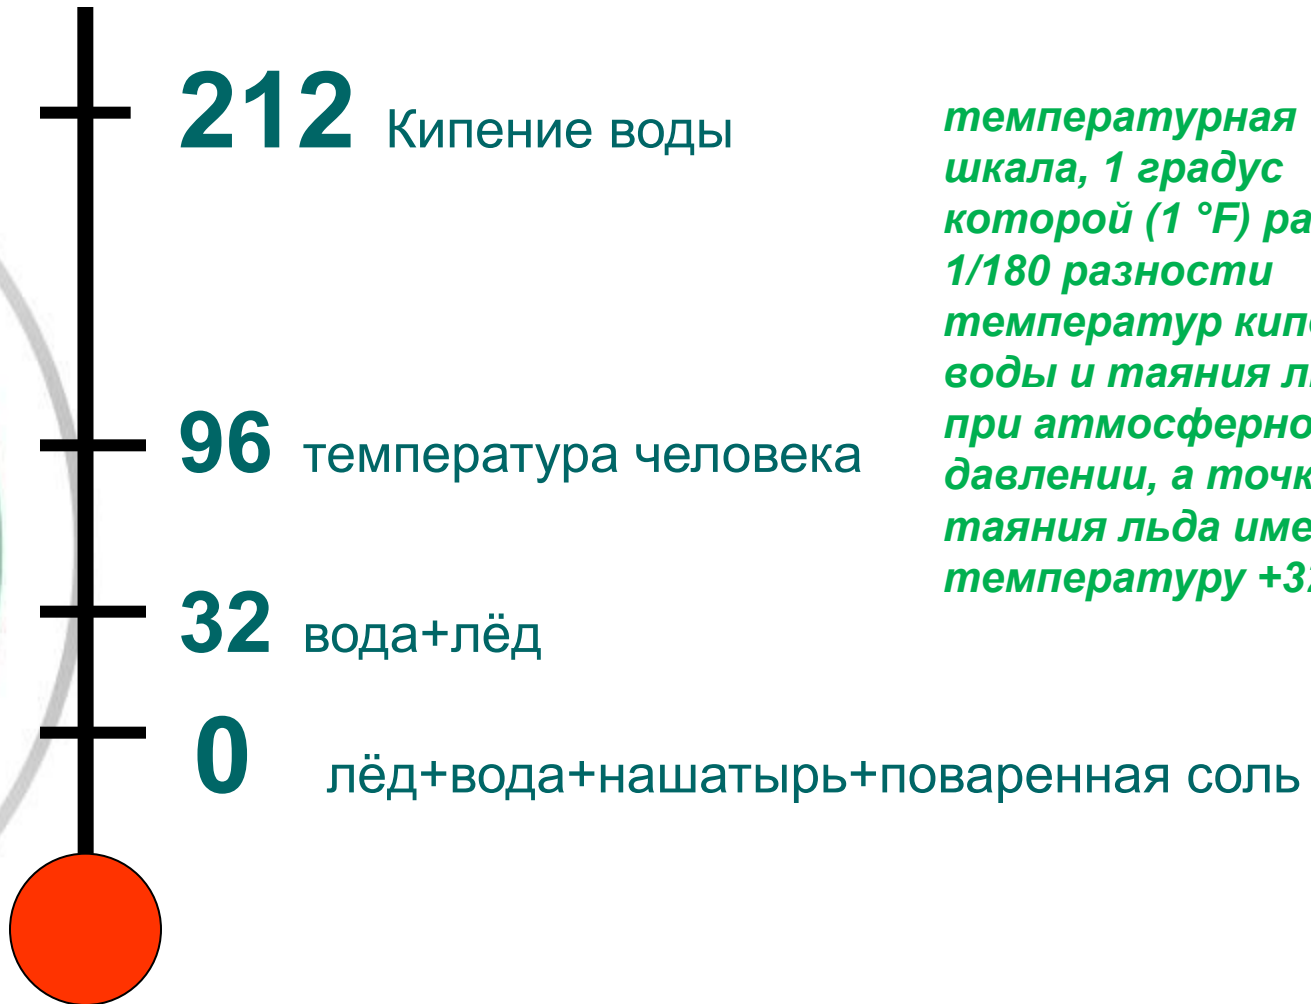 212 Кипение воды
96 температура человека
32 вода+лёд
0 лёд+вода+нашатырь+поваренная соль
температурная
шкала, 1 градус
которой (1 °F)
1/180 разности
температур
воды и таяния
при
давлении, а
таяния льда
температуру